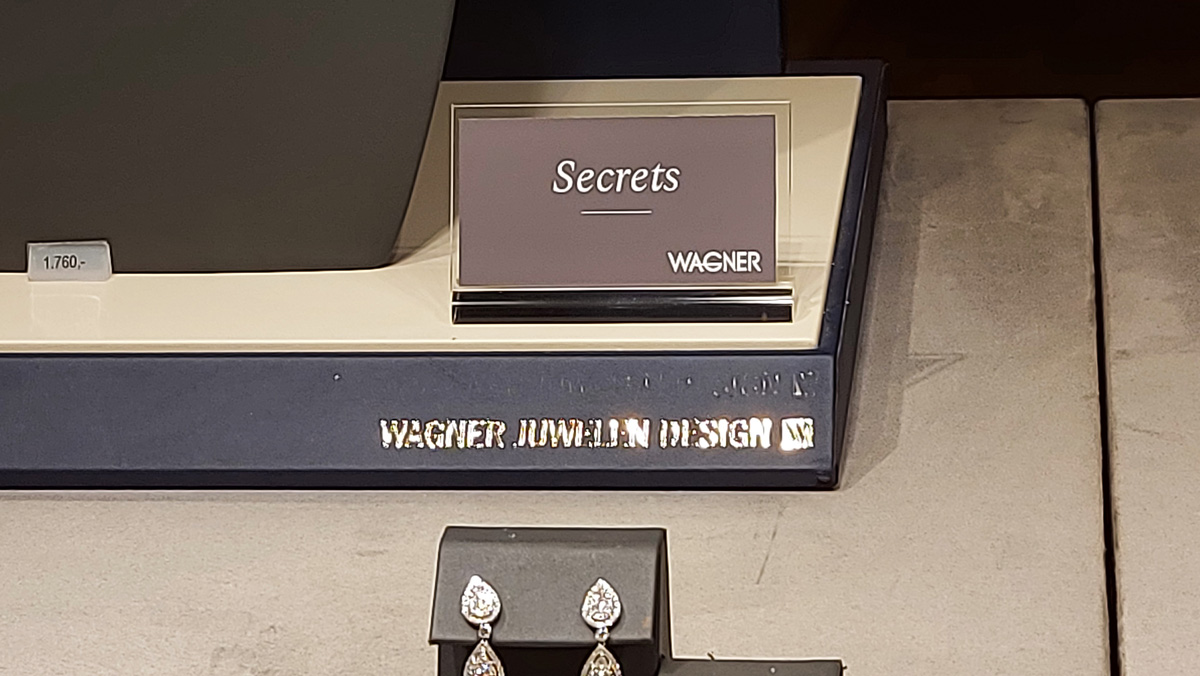 Secrets
WAGNER
1.760,-
WAGNER JUWELEN DESIGN